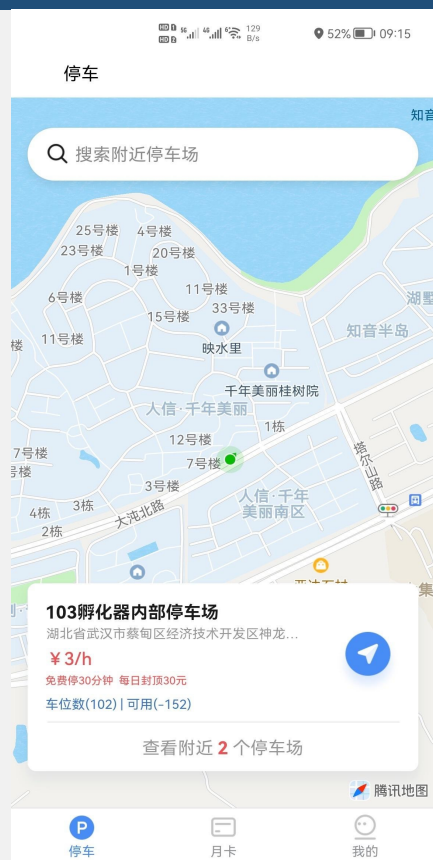 HD 1 5G 4G 6 129 B/s 52% 09:15
HD 2
停车
知音
搜索附近停车场
25号楼 4号楼
23号楼 20号楼
1号楼
6号楼 11号楼
湖墅
15号楼 33号楼
知音半岛
楼 11号楼
映水里
千年美丽桂树院
人信·千年美丽
1栋
12号楼
7号楼 7号楼
号楼
塔尔山路
3号楼
人信·千年
美丽南区
4栋 3栋
大沌北路
2栋
集
103孵化器内部停车场
湖北省武汉市蔡甸区经济技术开发区神龙...
￥3/h
免费停30分钟 每日封顶30元
车位数(102) | 可用(-152)
查看附近 2 个停车场
腾讯地图
P
停车 月卡 我的